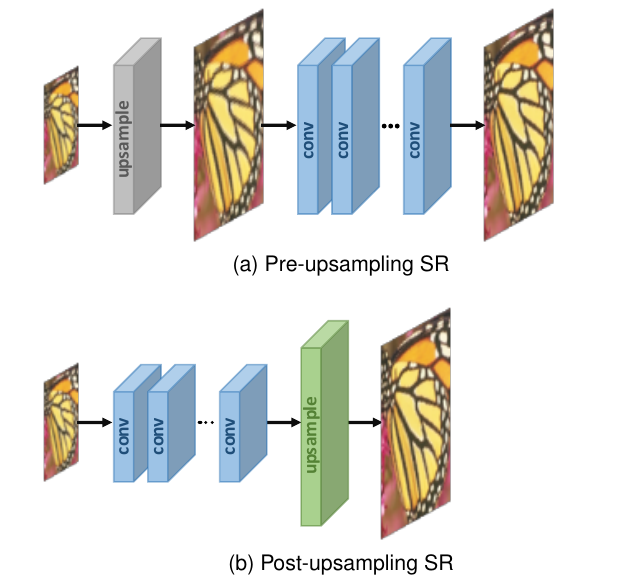 upsample
conv
conv
conv
(a) Pre-upsampling SR
conv
conv
conv
upsample
(b) Post-upsampling SR